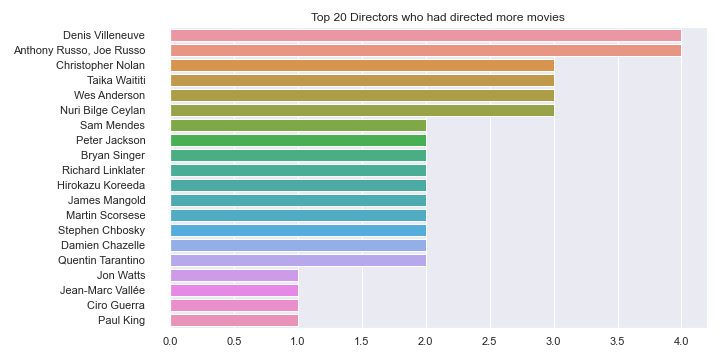 Top 20 Directors who had directed more movies
Denis Villeneuve
Anthony Russo, Joe Russo
Christopher Nolan
Taika Waititi
Wes Anderson
Nuri Bilge Ceylan
Sam Mendes
Peter Jackson
Bryan Singer
Richard Linklater
Hirokazu Koreeda
James Mangold
Martin Scorsese
Stephen Chbosky
Damien Chazelle
Quentin Tarantino
Jon Watts
Jean-Marc Vallée
Ciro Guerra
Paul King
0.0 0.5 1.0 1.5 2.0 2.5 3.0 3.5 4.0